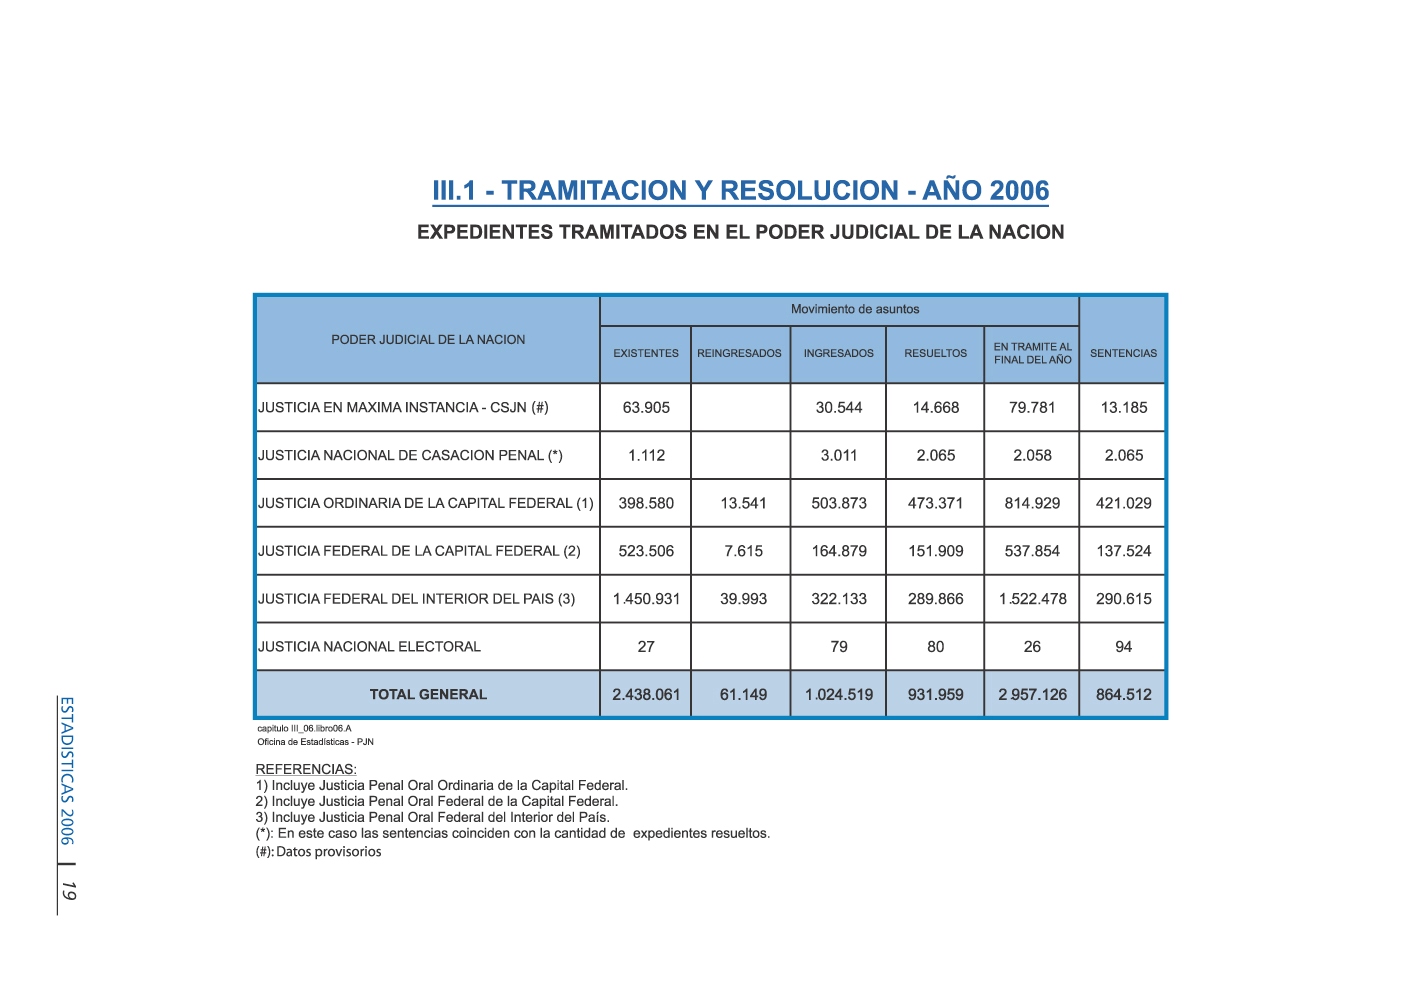 III.1 - TRAMITACION Y RESOLUCION - AÑO 2006
EXPEDIENTES TRAMITADOS EN EL PODER JUDICIAL DE LA NACION
PODER JUDICIAL DE LA NACION
Movimiento de asuntos
EXISTENTES REINGRESADOS INGRESADOS RESUELTOS EN TRAMITE AL FINAL DEL AÑO SENTENCIAS
JUSTICIA EN MAXIMA INSTANCIA - CSJN (#) 63.905 30.544 14.668 79.781 13.185
JUSTICIA NACIONAL DE CASACION PENAL (*) 1.112 3.011 2.065 2.058 2.065
JUSTICIA ORDINARIA DE LA CAPITAL FEDERAL (1) 398.580 13.541 503.873 473.371 814.929 421.029
JUSTICIA FEDERAL DE LA CAPITAL FEDERAL (2) 523.506 7.615 164.879 151.909 537.854 137.524
JUSTICIA FEDERAL DEL INTERIOR DEL PAIS (3) 1.450.931 39.993 322.133 289.866 1.522.478 290.615
JUSTICIA NACIONAL ELECTORAL 27 79 80 26 94
TOTAL GENERAL 2.438.061 61.149 1.024.519 931.959 2.957.126 864.512
capitulo III_06.libro06.A
Oficina de Estadísticas - PJN
REFERENCIAS:
1) Incluye Justicia Penal Oral Ordinaria de la Capital Federal.
2) Incluye Justicia Penal Oral Federal de la Capital Federal.
3) Incluye Justicia Penal Oral Federal del Interior del País.
(*): En este caso las sentencias coinciden con la cantidad de expedientes resueltos.
(#): Datos provisorios
ESTADISTICAS 2006 | 19